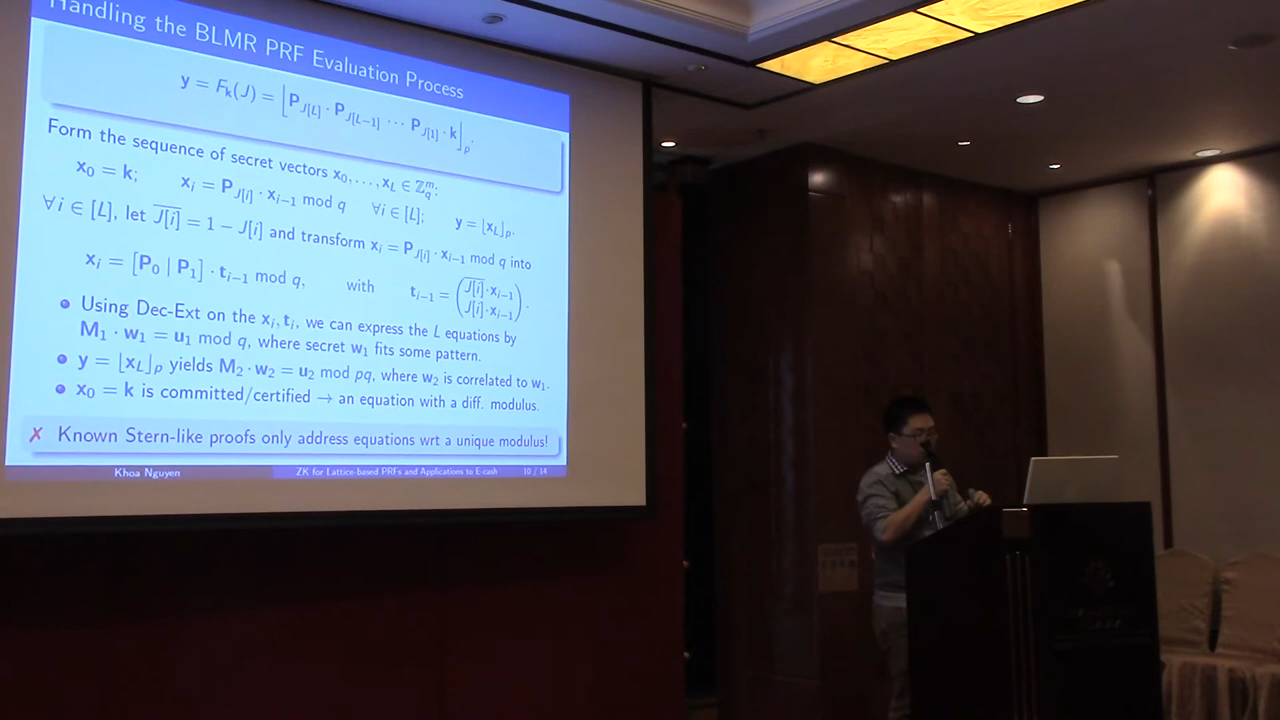 Handling the BLMR PRF Evaluation Process
y = F_k(J) = ⌊P_{J[L]} · P_{J[L−1]} ⋯ P_{J[1]} · k⌋_p.
Form the sequence of secret vectors x_0, …, x_L ∈ ℤ_q^m:
x_0 = k; x_i = P_{J[i]} · x_{i−1} mod q ∀i ∈ [L]; y = ⌊x_L⌋_p.
∀i ∈ [L], let \overline{J[i]} = 1 − J[i] and transform x_i = P_{J[i]} · x_{i−1} mod q into
x_i = [P_0 | P_1] · t_{i−1} mod q, with t_{i−1} = (\overline{J[i]}·x_{i−1} J[i]·x_{i−1}).
• Using Dec-Ext on the x_i, t_i, we can express the L equations by
M_1 · w_1 = u_1 mod q, where secret w_1 fits some pattern.
• y = ⌊x_L⌋_p yields M_2 · w_2 = u_2 mod pq, where w_2 is correlated to w_1.
• x_0 = k is committed/certified → an equation with a diff. modulus.
✗ Known Stern-like proofs only address equations wrt a unique modulus!
Khoa Nguyen ZK for Lattice-based PRFs and Applications to E-cash 10 / 14